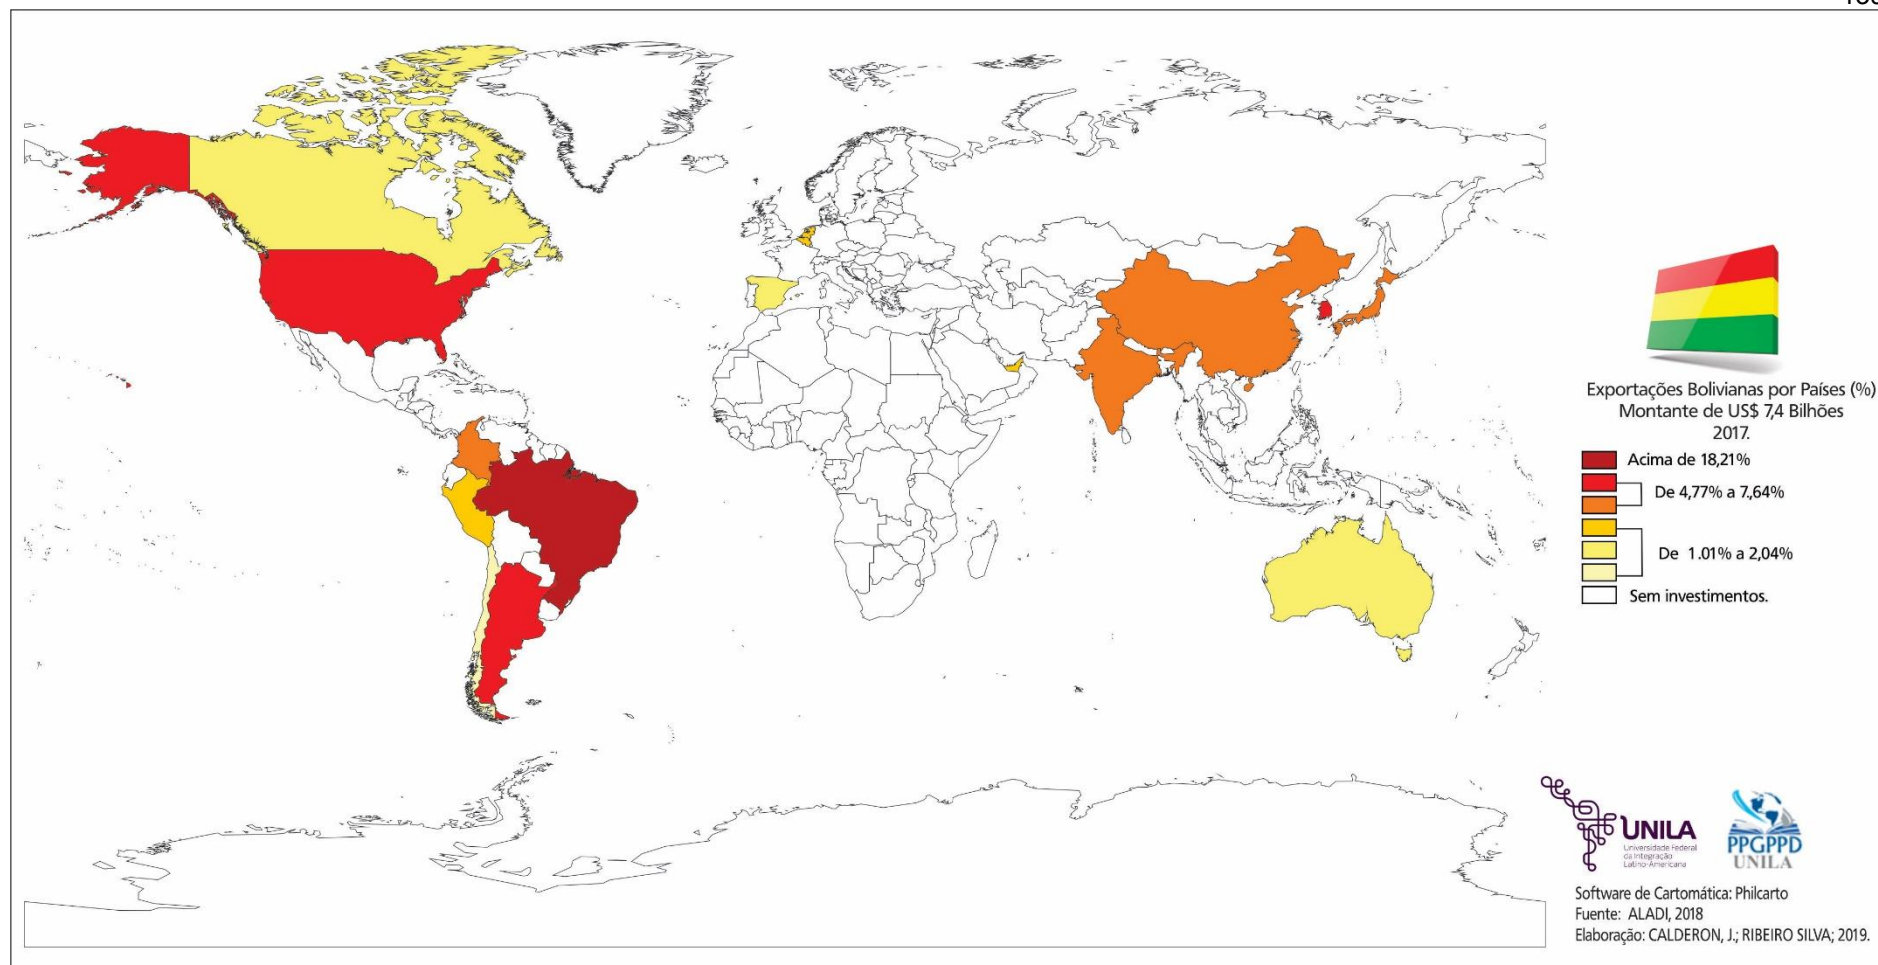 Exportações Bolivianas por Países (%)
Montante de US$ 7,4 Bilhões
2017.
Acima de 18,21%
De 4,77% a 7,64%
De 1.01% a 2,04%
Sem investimentos.
UNILA
Universidade Federal
da Integração
Latino-Americana
PPGPPD
UNILA
Software de Cartomática: Philcarto
Fuente: ALADI, 2018
Elaboração: CALDERON, J.; RIBEIRO SILVA; 2019.